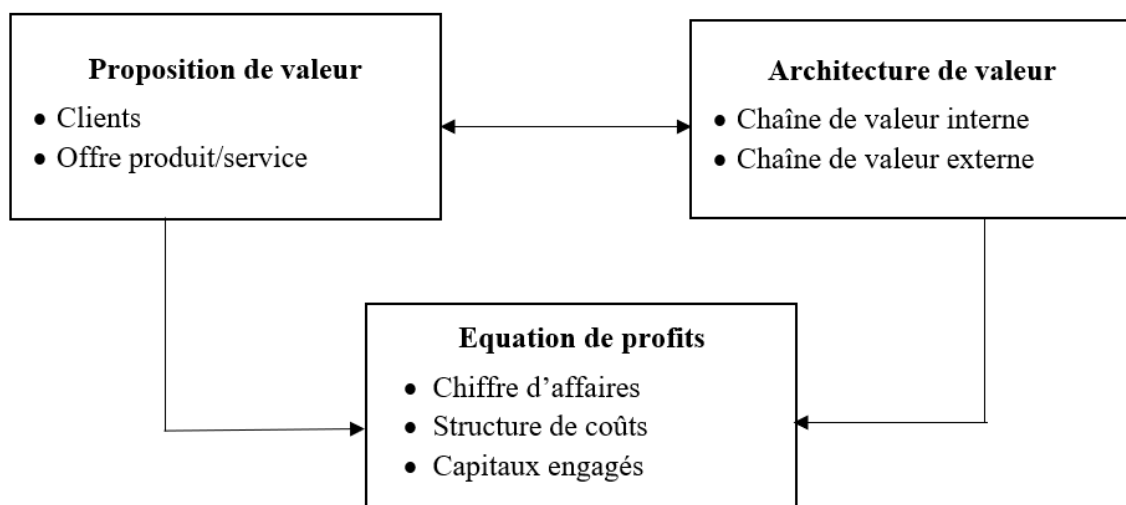 Proposition de valeur
• Clients
• Offre produit/service
Architecture de valeur
• Chaîne de valeur interne
• Chaîne de valeur externe
Equation de profits
• Chiffre d’affaires
• Structure de coûts
• Capitaux engagés